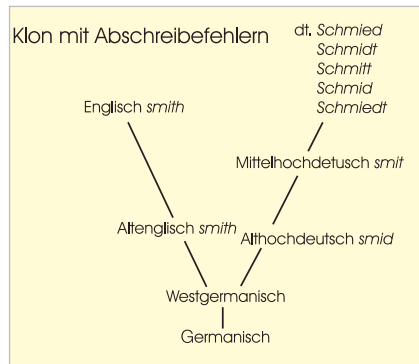 Klon mit Abschreibefehlern
dt. Schmied
Schmidt
Schmitt
Schmid
Schmiedt
Englisch smith
Mittelhochdetusch smit
Altenglisch smith
Althochdeutsch smid
Westgermanisch
Germanisch